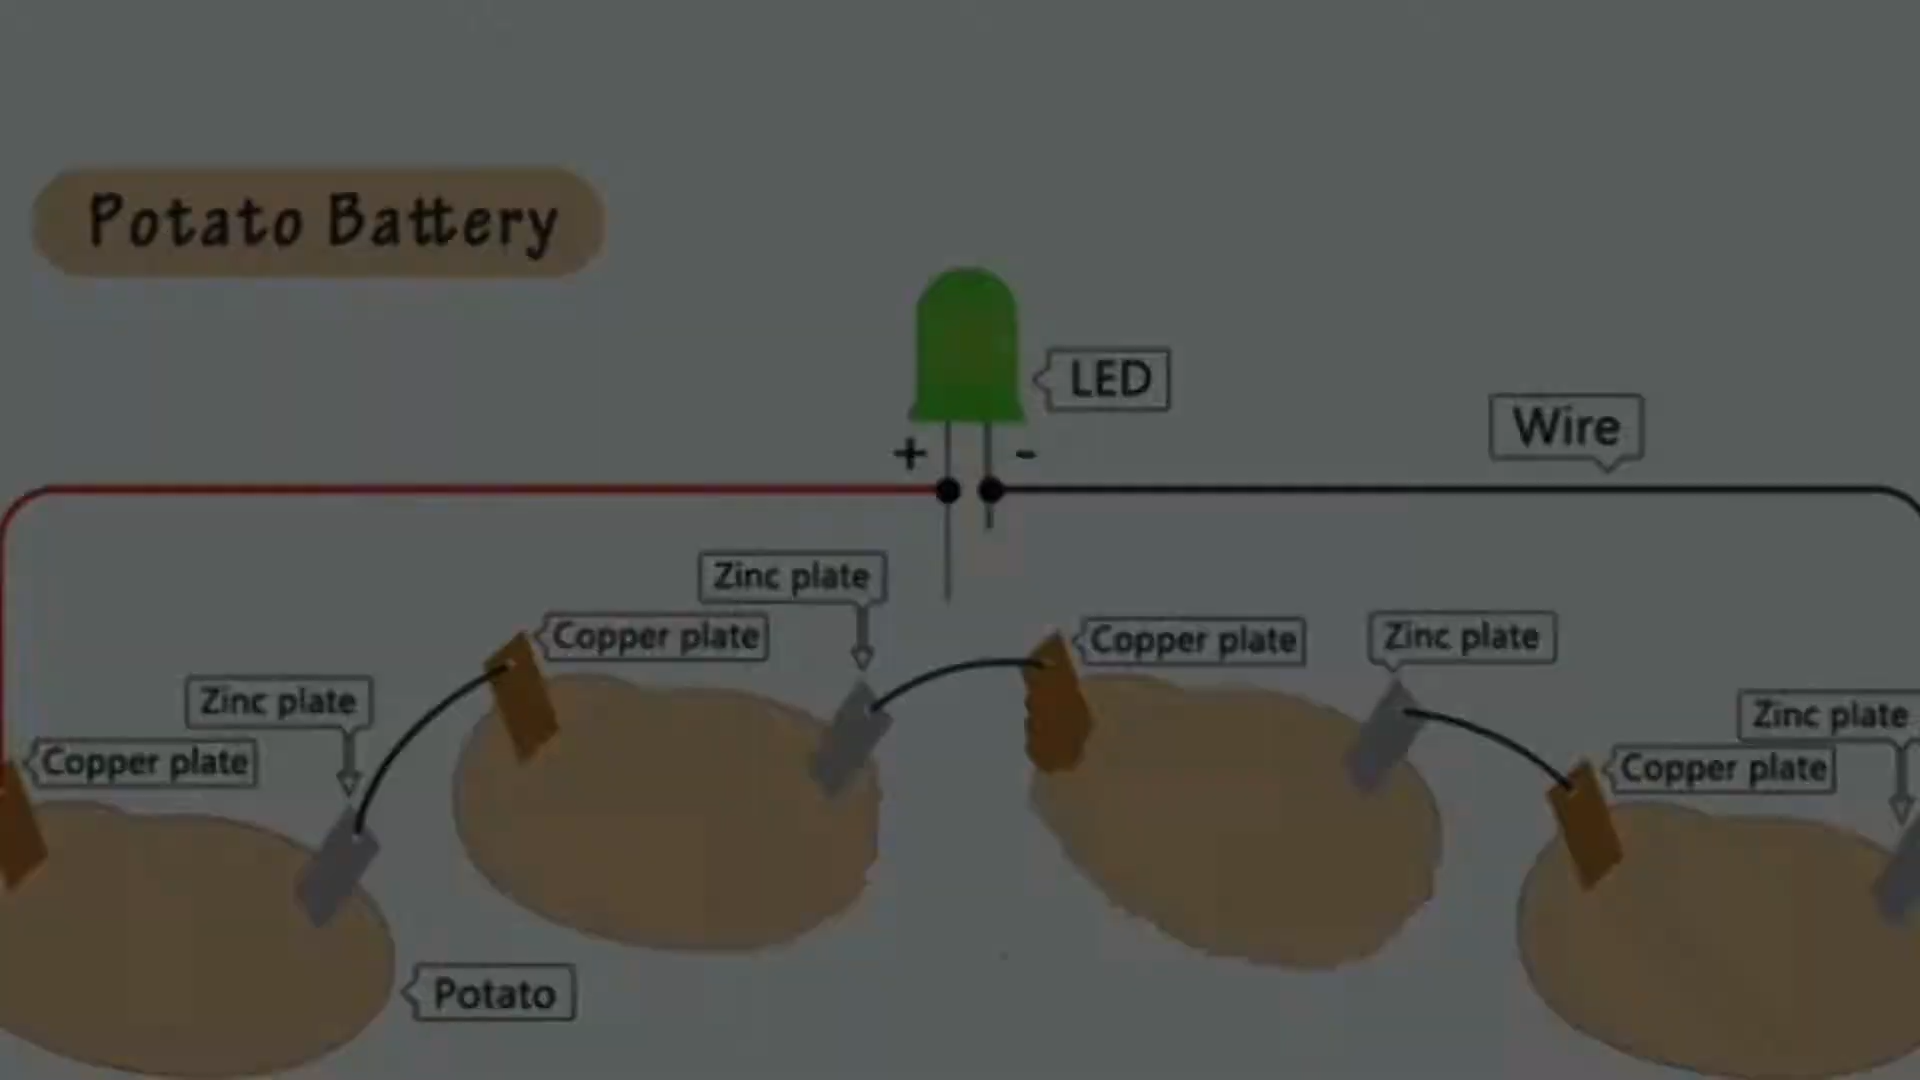 Potato Battery
LED
Wire
+ -
Zinc plate
Copper plate
Copper plate
Zinc plate
Zinc plate
Zinc plate
Copper plate
Copper plate
Potato